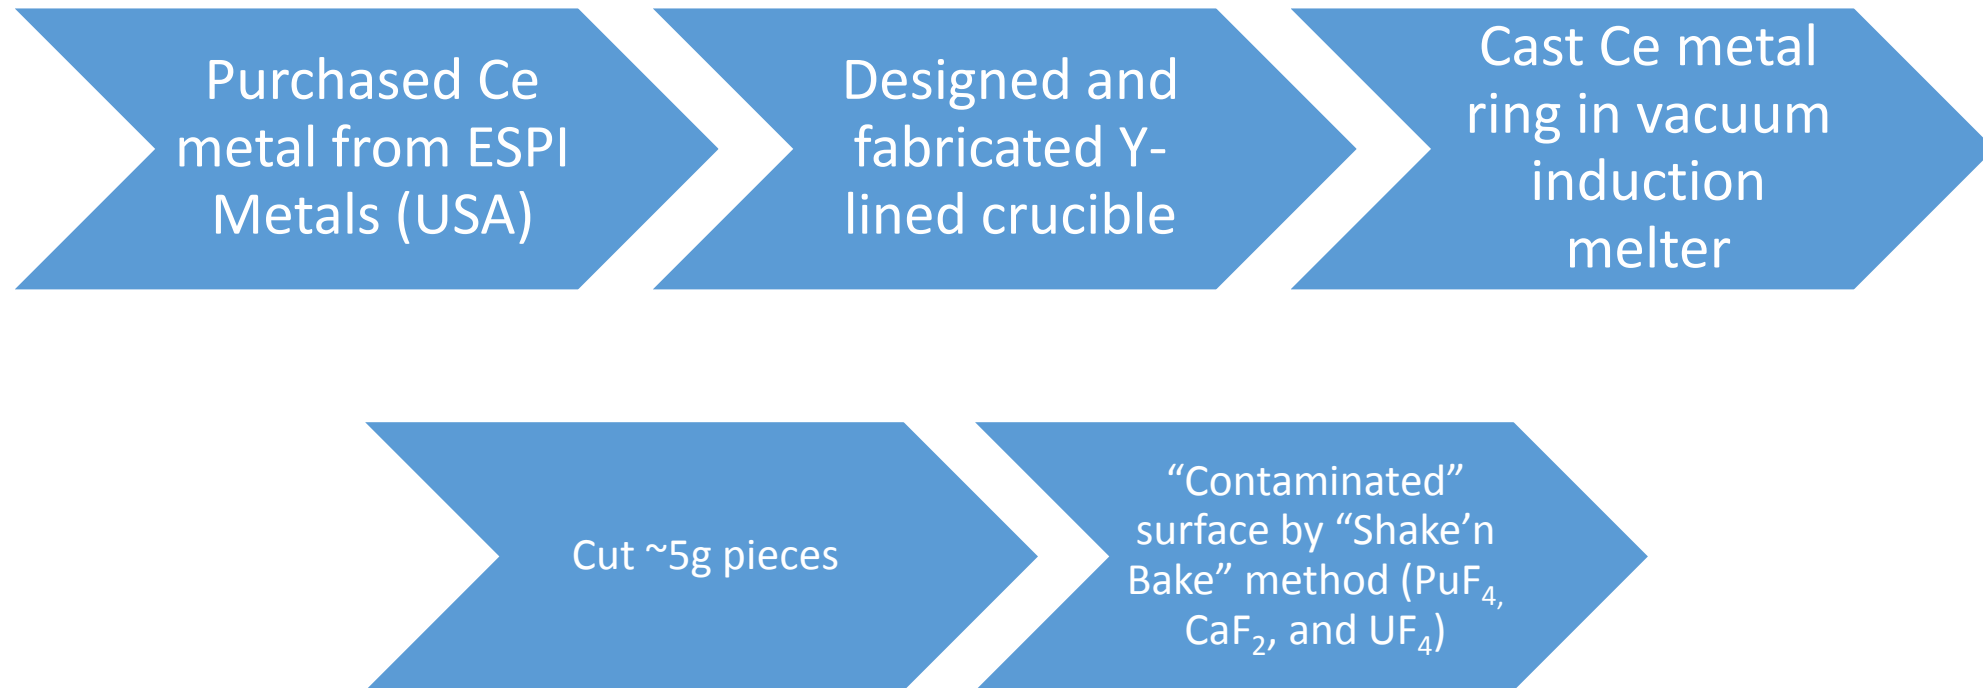 Purchased Ce
metal from ESPI
Metals (USA)
Designed and
fabricated Y-
lined crucible
Cast Ce metal
ring in vacuum
induction
melter
Cut ~5g pieces
“Contaminated”
surface by “Shake’n
Bake” method (PuF₄,
CaF₂, and UF₄)